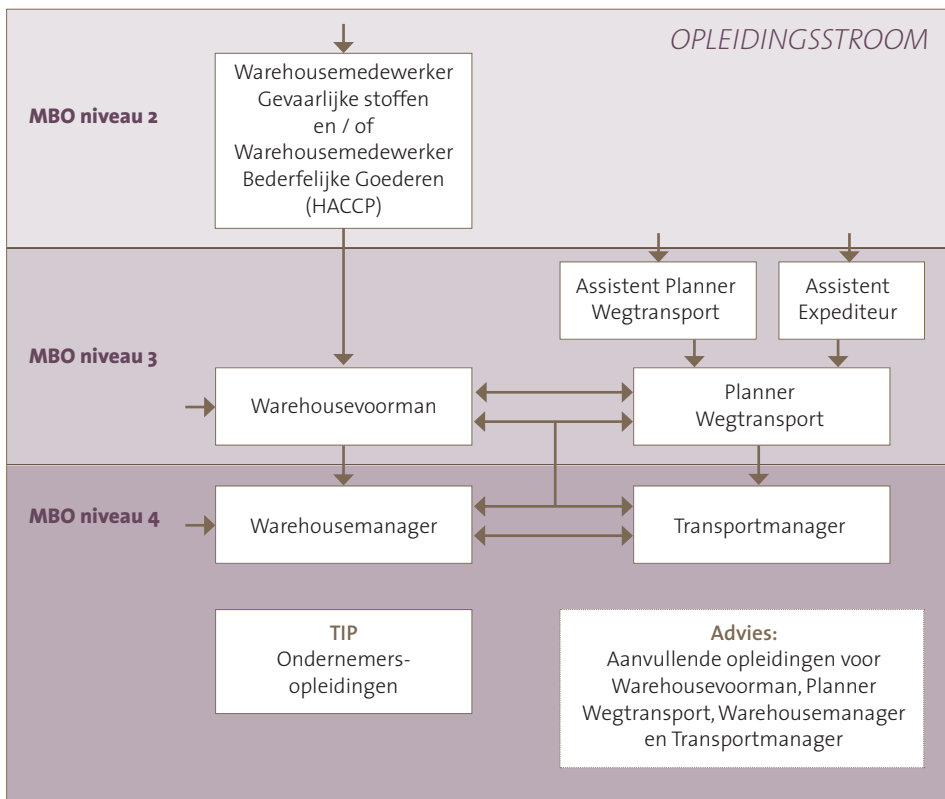 OPLEIDINGSSTROOM
MBO niveau 2
Warehousemedewerker
Gevaarlijke stoffen
en / of
Warehousemedewerker
Bederfelijke Goederen
(HACCP)
MBO niveau 3
Assistent Planner
Wegtransport
Assistent
Expediteur
Warehousevoorman
Planner
Wegtransport
MBO niveau 4
Warehousemanager
Transportmanager
TIP
Ondernemers-
opleidingen
Advies:
Aanvullende opleidingen voor
Warehousevoorman, Planner
Wegtransport, Warehousemanager
en Transportmanager